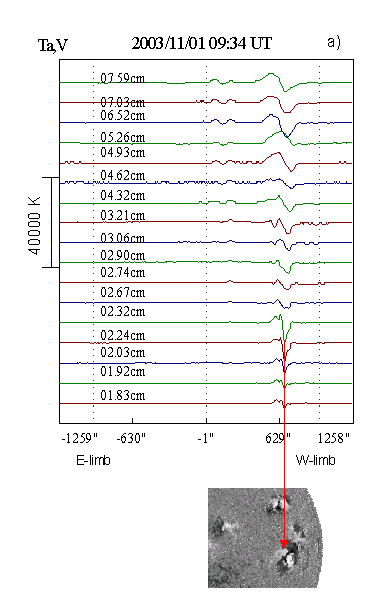 Ta,V 2003/11/01 09:34 UT a)
07.59cm
07.03cm
06.52cm
05.26cm
04.93cm
04.62cm
04.32cm
03.21cm
03.06cm
02.90cm
02.74cm
02.67cm
02.32cm
02.24cm
02.03cm
01.92cm
01.83cm
40000 K
-1259" -630" -1" 629" 1258"
E-limb W-limb